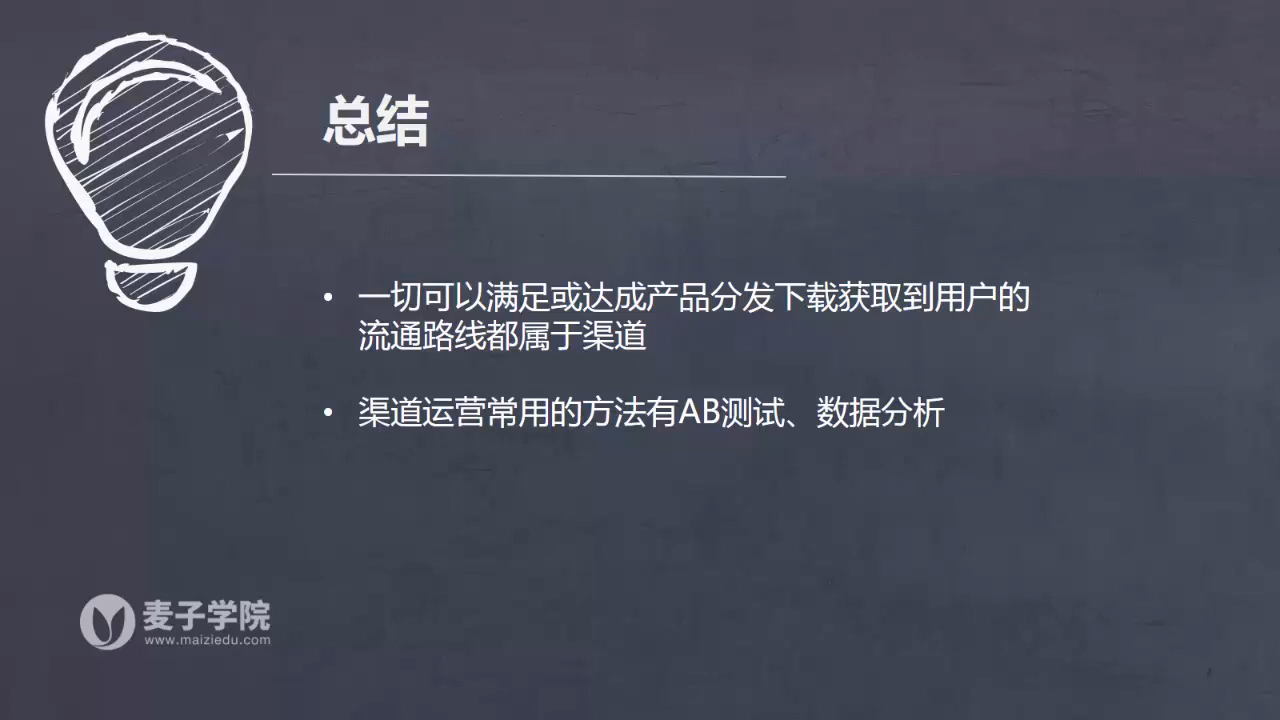 总结
• 一切可以满足或达成产品分发下载获取到用户的
流通路线都属于渠道
• 渠道运营常用的方法有AB测试、数据分析
麦子学院
www.maiziedu.com